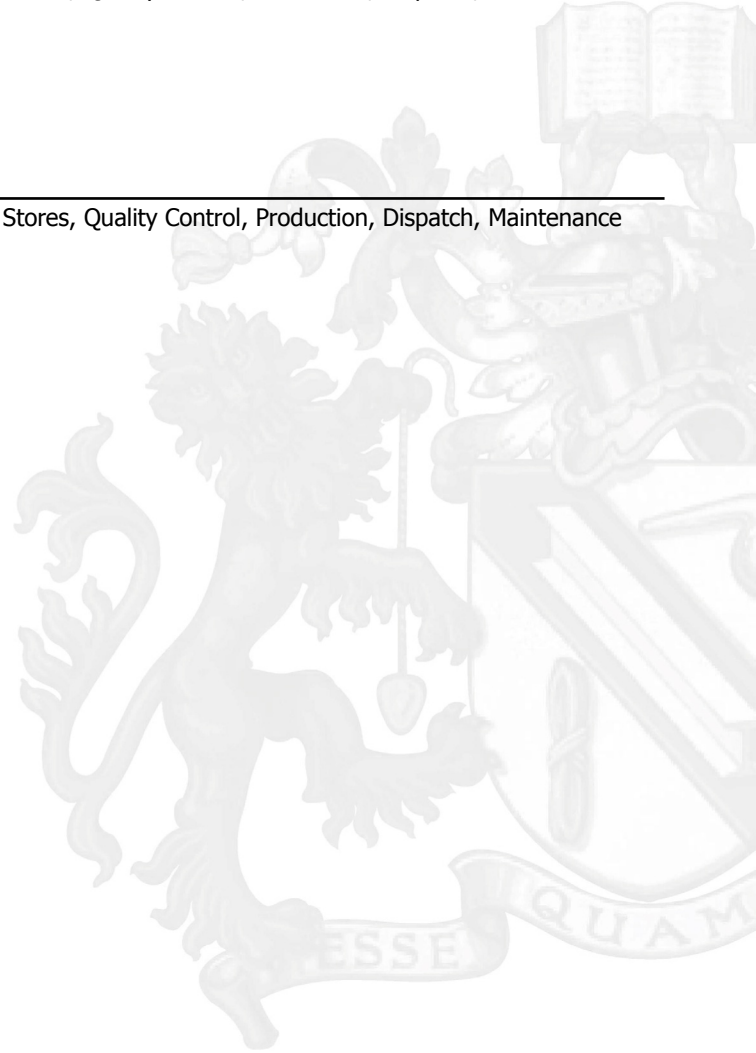 Stores, Quality Control, Production, Dispatch, Maintenance
ESSE
QUAM